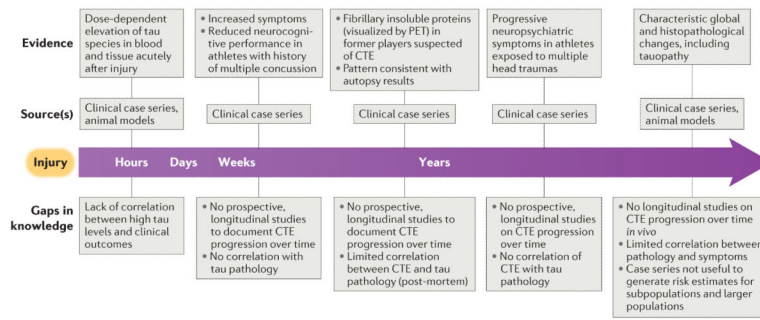 Evidence
Dose-dependent
elevation of tau
species in blood
and tissue acutely
after injury
• Increased symptoms
• Reduced neurocogni-
tive performance in
athletes with history
of multiple concussion
• Fibrillary insoluble proteins
(visualized by PET) in
former players suspected
of CTE
• Pattern consistent with
autopsy results
Progressive
neuropsychiatric
symptoms in athletes
exposed to multiple
head traumas
Characteristic global
and histopathological
changes, including
tauopathy
Source(s)
Clinical case series,
animal models
Clinical case series
Clinical case series
Clinical case series
Clinical case series,
animal models
Injury
Hours
Days
Weeks
Years
Gaps in
knowledge
Lack of correlation
between high tau
levels and clinical
outcomes
• No prospective,
longitudinal studies
to document CTE
progression over time
• No correlation with
tau pathology
• No prospective,
longitudinal studies to
document CTE
progression over time
• Limited correlation
between CTE and tau
pathology (post-mortem)
• No prospective,
longitudinal studies
on CTE progression
over time
• No correlation of
CTE with tau
pathology
• No longitudinal studies on
CTE progression over time
in vivo
• Limited correlation between
pathology and symptoms
• Case series not useful to
generate risk estimates for
subpopulations and larger
populations